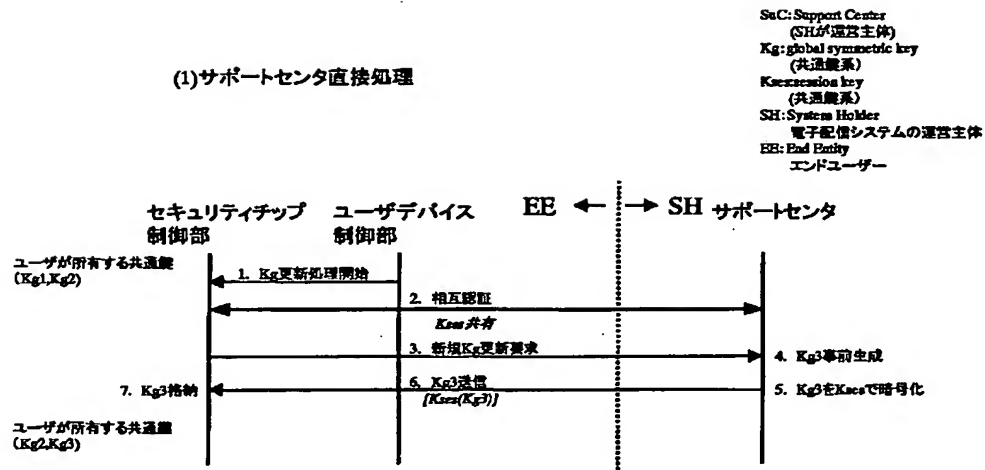 SuC:Support Center
(SHが運営主体)
Kg:global symmetric key
(共通鍵系)
Kses:session key
(共通鍵系)
SH:System Holder
電子配信システムの運営主体
EE:End Entity
エンドユーザー
(1)サポートセンタ直接処理
セキュリティチップ
制御部
ユーザデバイス
制御部
EE
SH
サポートセンタ
ユーザが所有する共通鍵
(Kg1,Kg2)
1. Kg更新処理開始
2. 相互認証
Kses共有
3. 新規Kg更新要求
4. Kg3事前生成
5. Kg3をKsesで暗号化
6. Kg3送信
[Kses(Kg3)]
7. Kg3格納
ユーザが所有する共通鍵
(Kg2,Kg3)